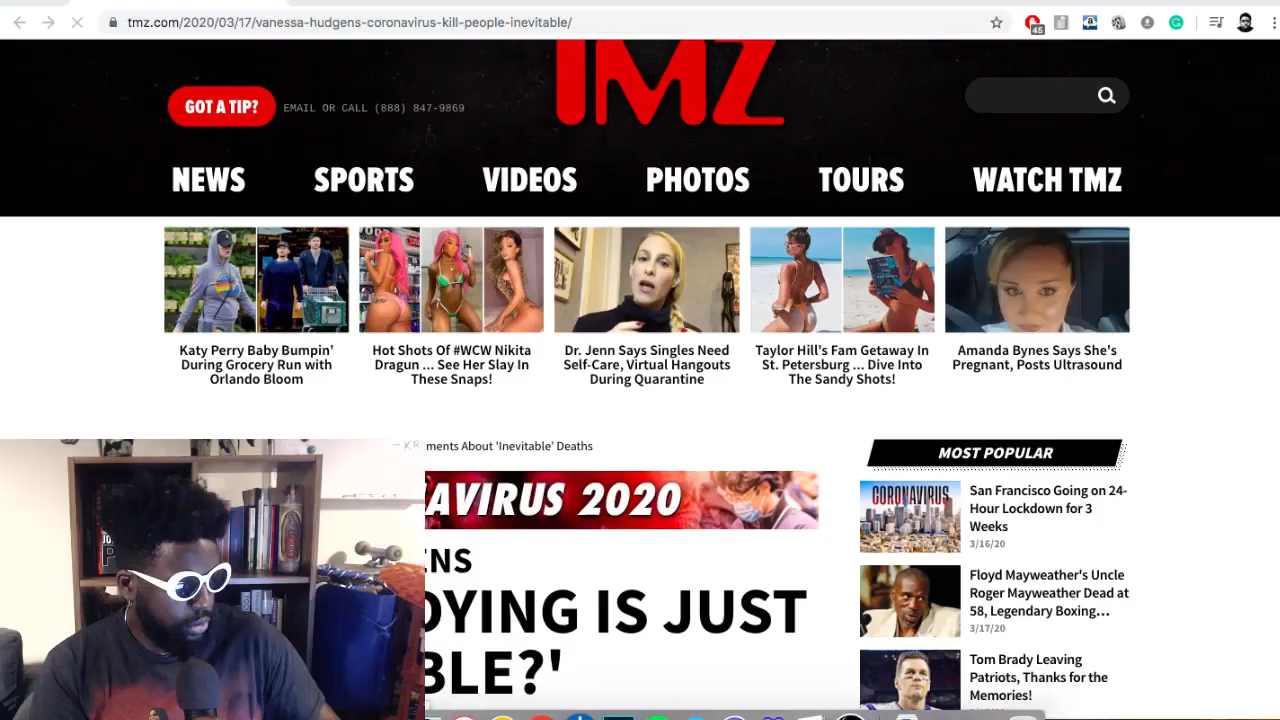 tmz.com/2020/03/17/vanessa-hudgens-coronavirus-kill-people-inevitable/
45
TMZ
GOT A TIP?
EMAIL OR CALL (888) 847-9869
NEWS
SPORTS
VIDEOS
PHOTOS
TOURS
WATCH TMZ
Katy Perry Baby Bumpin'
During Grocery Run with
Orlando Bloom
Hot Shots Of #WCW Nikita
Dragun ... See Her Slay In
These Snaps!
Dr. Jenn Says Singles Need
Self-Care, Virtual Hangouts
During Quarantine
Taylor Hill's Fam Getaway In
St. Petersburg ... Dive Into
The Sandy Shots!
Amanda Bynes Says She's
Pregnant, Posts Ultrasound
ments About 'Inevitable' Deaths
AVIRUS 2020
ENS
DYING IS JUST
BLE?'
MOST POPULAR
CORONAVIRUS
San Francisco Going on 24-
Hour Lockdown for 3
Weeks
3/16/20
Floyd Mayweather's Uncle
Roger Mayweather Dead at
58, Legendary Boxing...
3/17/20
Tom Brady Leaving
Patriots, Thanks for the
Memories!